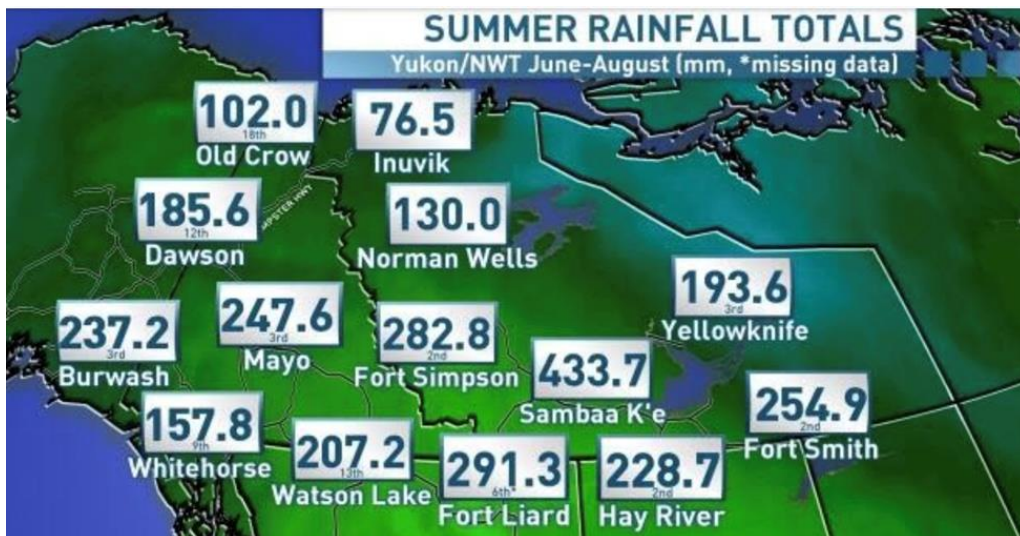 SUMMER RAINFALL TOTALS
Yukon/NWT June-August (mm, *missing data)
102.0
18th
Old Crow
76.5
Inuvik
185.6
12th
Dawson
MPSTER HWY
130.0
Norman Wells
193.6
3rd
Yellowknife
237.2
3rd
Burwash
247.6
3rd
Mayo
282.8
2nd
Fort Simpson
433.7
Sambaa K'e
254.9
2nd
Fort Smith
157.8
9th
Whitehorse
207.2
13th
Watson Lake
291.3
6th*
Fort Liard
228.7
2nd
Hay River